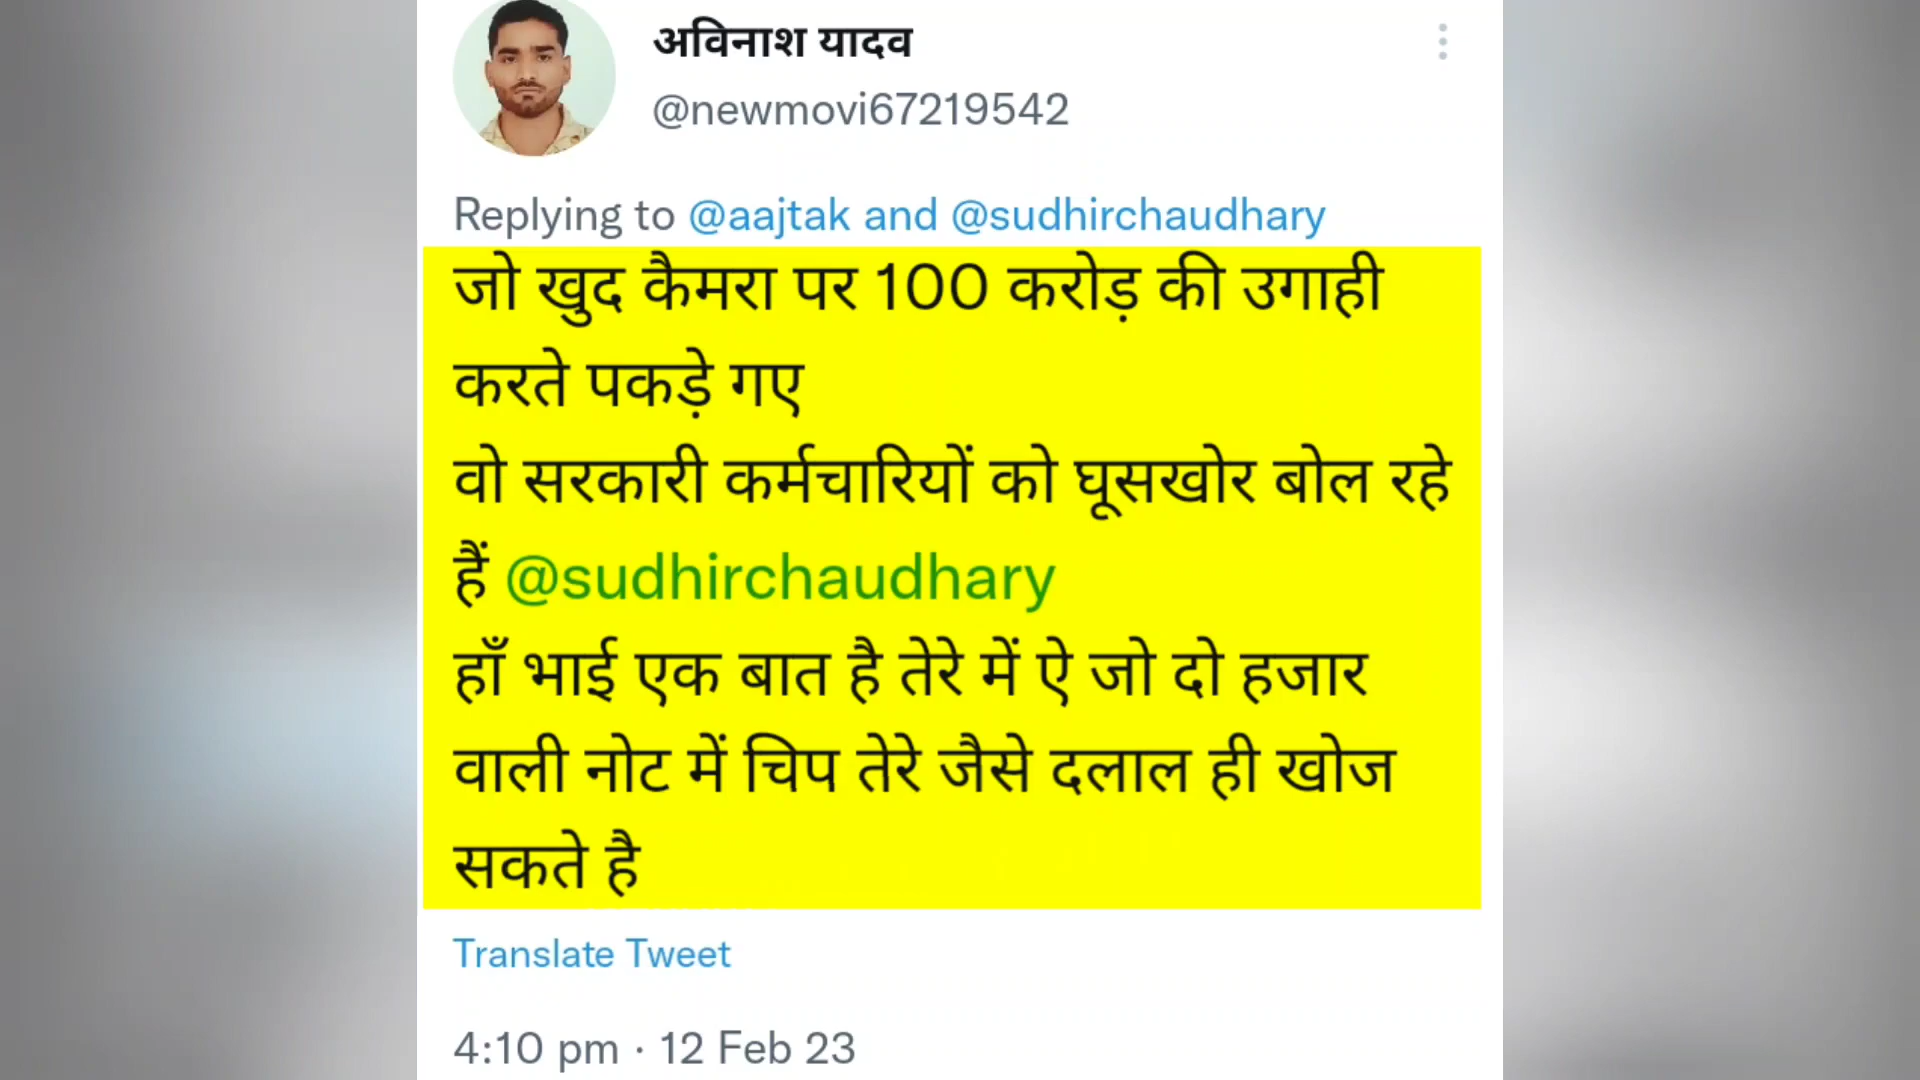 अविनाश यादव
@newmovi67219542
Replying to @aajtak and @sudhirchaudhary
जो खुद कैमरा पर 100 करोड़ की उगाही
करते पकड़े गए
वो सरकारी कर्मचारियों को घूसखोर बोल रहे
हैं @sudhirchaudhary
हाँ भाई एक बात है तेरे में ऐ जो दो हजार
वाली नोट में चिप तेरे जैसे दलाल ही खोज
सकते है
Translate Tweet
4:10 pm · 12 Feb 23